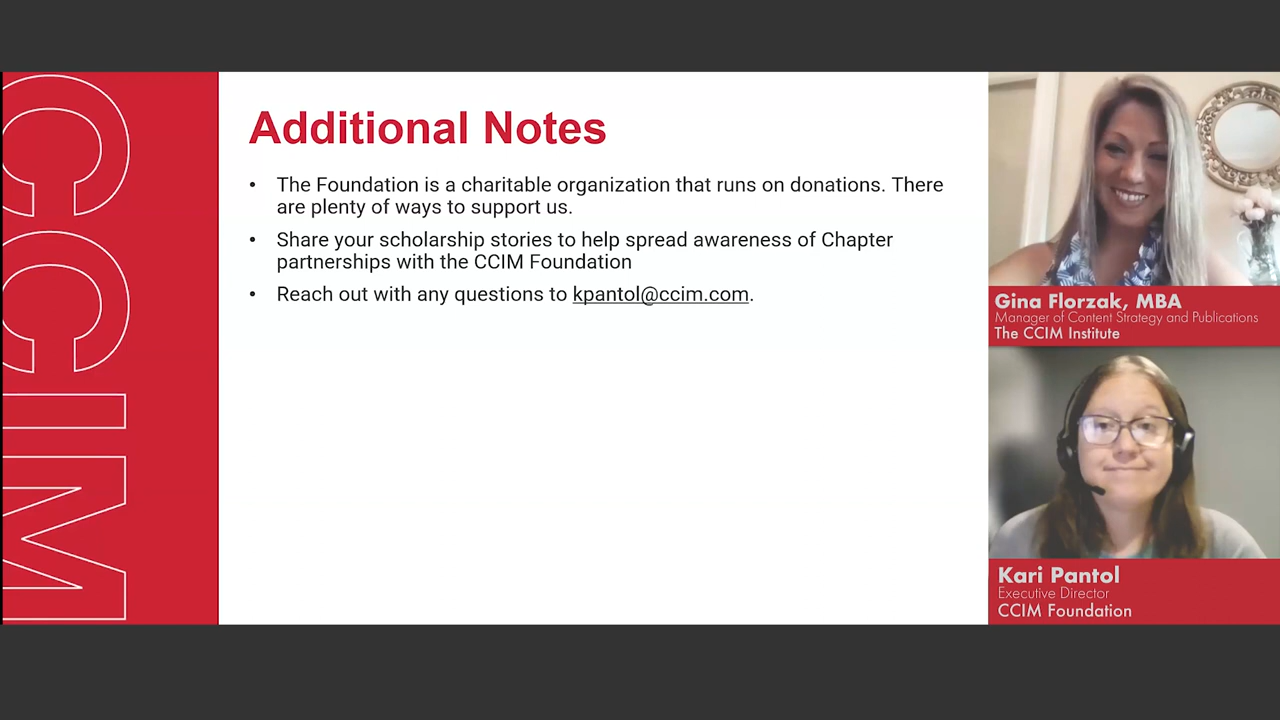 CCIM
Additional Notes
• The Foundation is a charitable organization that runs on donations. There
are plenty of ways to support us.
• Share your scholarship stories to help spread awareness of Chapter
partnerships with the CCIM Foundation
• Reach out with any questions to kpantol@ccim.com.
Gina Florzak, MBA
Manager of Content Strategy and Publications
The CCIM Institute
Kari Pantol
Executive Director
CCIM Foundation